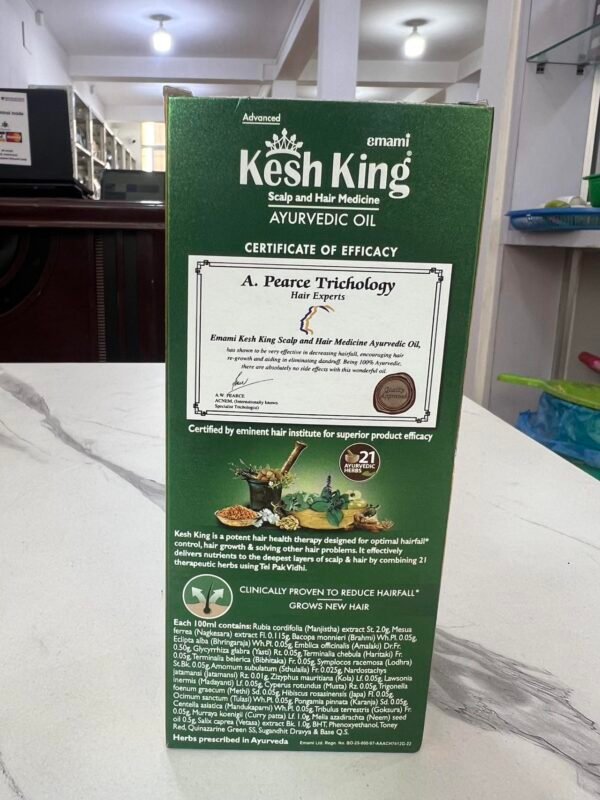 Advanced
emami
Kesh King
Scalp and Hair Medicine
AYURVEDIC OIL
CERTIFICATE OF EFFICACY
A. Pearce Trichology
Hair Experts
Emami Kesh King Scalp and Hair Medicine Ayurvedic Oil,
has shown to be very effective in decreasing hairfall, encouraging hair
re-growth and aiding in eliminating dandruff. Being 100% Ayurvedic,
there are absolutely no side effects with this wonderful oil.
A.W. PEARCE
ACNEM, (Internationally known
Specialist Trichologist)
Quality
Approved
Certified by eminent hair institute for superior product efficacy
21
AYURVEDIC
HERBS
Kesh King is a potent hair health therapy designed for optimal hairfall*
control, hair growth & solving other hair problems. It effectively
delivers nutrients to the deepest layers of scalp & hair by combining 21
therapeutic herbs using Tel Pak Vidhi.
CLINICALLY PROVEN TO REDUCE HAIRFALL*
GROWS NEW HAIR
Each 100ml contains: Rubia cordifolia (Manjistha) extract St. 2.0g, Mesua
ferrea (Nagkesara) extract Fl. 0.115g, Bacopa monnieri (Brahmi) Wh.Pl. 0.05g,
Eclipta alba (Bhringaraja) Wh.Pl. 0.05g, Emblica officinalis (Amalaki) Dr.Fr.
0.50g, Glycyrrhiza glabra (Yasti) Rt. 0.05g, Terminalia chebula (Haritaki) Fr.
0.05g, Terminalia belerica (Bibhitaka) Fr. 0.05g, Symplocos racemosa (Lodhra)
St.Bk. 0.05g, Amomum subulatum (Sthulaila) Fr. 0.025g, Nardostachys
jatamansi (Jatamansi) Rz. 0.01g, Zizyphus mauritiana (Kola) Lf. 0.05g, Lawsonia
inermis (Madayanti) Lf. 0.05g, Cyperus rotundus (Musta) Rz. 0.05g, Trigonella
foenum graecum (Methi) Sd. 0.05g, Hibiscus rosasinensis (Japa) Fl. 0.05g,
Ocimum sanctum (Tulasi) Wh.Pl. 0.05g, Pongamia pinnata (Karanja) Sd. 0.05g,
Centella asiatica (Mandukaparni) Wh.Pl. 0.05g, Tribulus terrestris (Goksura) Fr.
0.05g, Murraya koenigii (Curry patta) Lf. 1.0g, Melia azadirachta (Neem) seed
oil 0.5g, Salix caprea (Vetasa) extract Bk. 1.0g, BHT, Phenoxyethanol, Toney
Red, Quinazarine Green SS, Sugandhit Dravya & Base Q.S.
Herbs prescribed in Ayurveda
Emami Ltd. Regn. No.